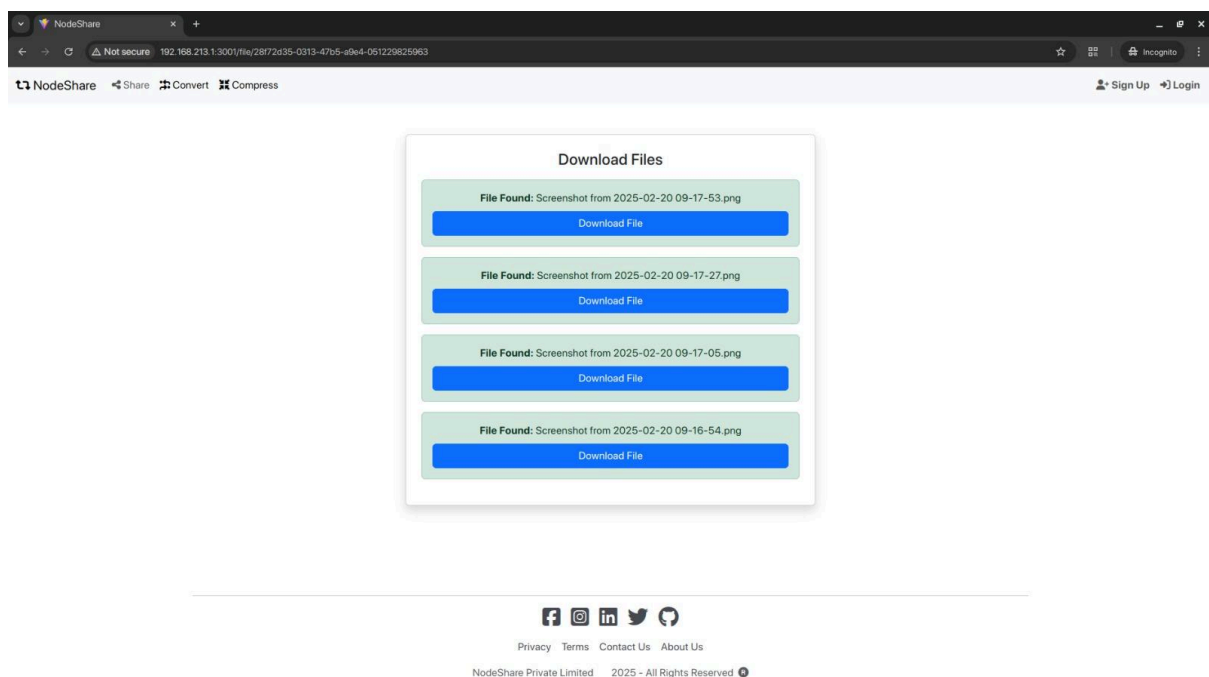 NodeShare
Not secure 192.168.213.1:3001/file/28f72d35-0313-47b5-a9e4-051229825963 Incognito
NodeShare Share Convert Compress Sign Up Login
Download Files
File Found: Screenshot from 2025-02-20 09-17-53.png
Download File
File Found: Screenshot from 2025-02-20 09-17-27.png
Download File
File Found: Screenshot from 2025-02-20 09-17-05.png
Download File
File Found: Screenshot from 2025-02-20 09-16-54.png
Download File
Privacy Terms Contact Us About Us
NodeShare Private Limited 2025 - All Rights Reserved ®